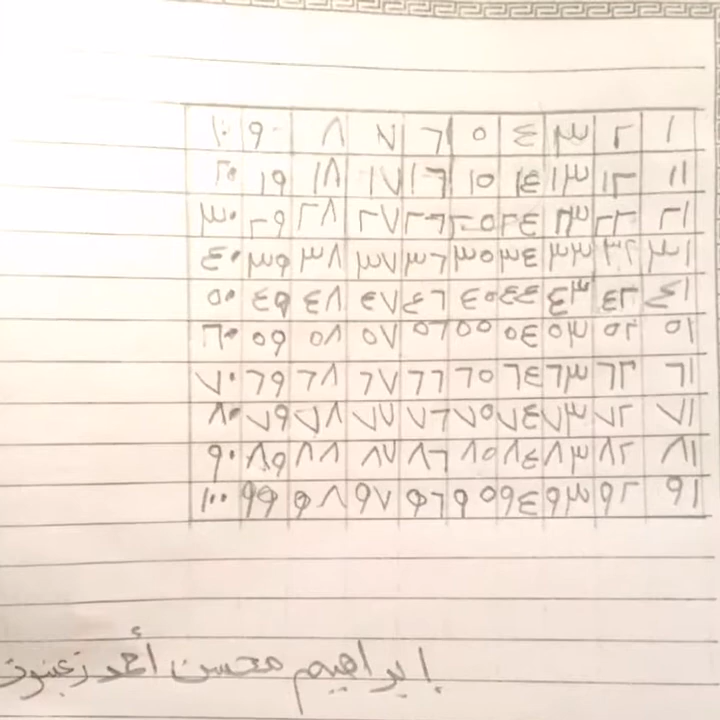 ١ ٢ ٣ ٤ ٥ ٦ ٧ ٨ ٩ ١٠
١١ ٢١ ٣١ ٤١ ٥١ ٦١ ٧١ ٨١ ٩١ ٢٠
١٢ ٢٢ ٣٢ ٤٢ ٥٢ ٦٢ ٧٢ ٨٢ ٩٢ ٣٠
١٣ ٢٣ ٣٣ ٤٣ ٥٣ ٦٣ ٧٣ ٨٣ ٩٣ ٤٠
١٤ ٢٤ ٣٤ ٤٤ ٥٤ ٦٤ ٧٤ ٨٤ ٩٤ ٥٠
١٥ ٢٥ ٣٥ ٤٥ ٥٥ ٦٥ ٧٥ ٨٥ ٩٥ ٦٠
١٦ ٢٦ ٣٦ ٤٦ ٥٦ ٦٦ ٧٦ ٨٦ ٩٦ ٧٠
١٧ ٢٧ ٣٧ ٤٧ ٥٧ ٦٧ ٧٧ ٨٧ ٩٧ ٨٠
١٨ ٢٨ ٣٨ ٤٨ ٥٨ ٦٨ ٧٨ ٨٨ ٩٨ ٩٠
١٩ ٢٩ ٣٩ ٤٩ ٥٩ ٦٩ ٧٩ ٨٩ ٩٩ ١٠٠
إبراهيم محسن أحمد